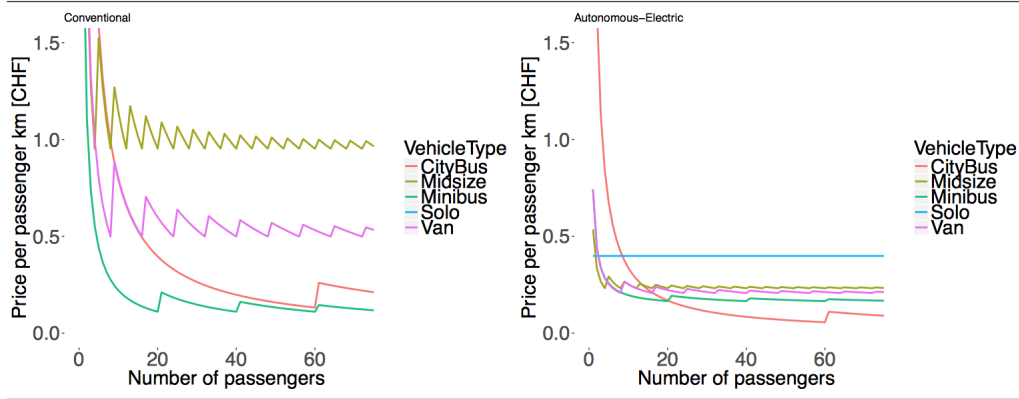 Conventional
1.5
1.0
0.5
0.0
Price per passenger km [CHF]
0
20
40
60
Number of passengers
VehicleType
CityBus
Midsize
Minibus
Solo
Van
Autonomous-Electric
1.5
1.0
0.5
0.0
Price per passenger km [CHF]
0
20
40
60
Number of passengers
VehicleType
CityBus
Midsize
Minibus
Solo
Van